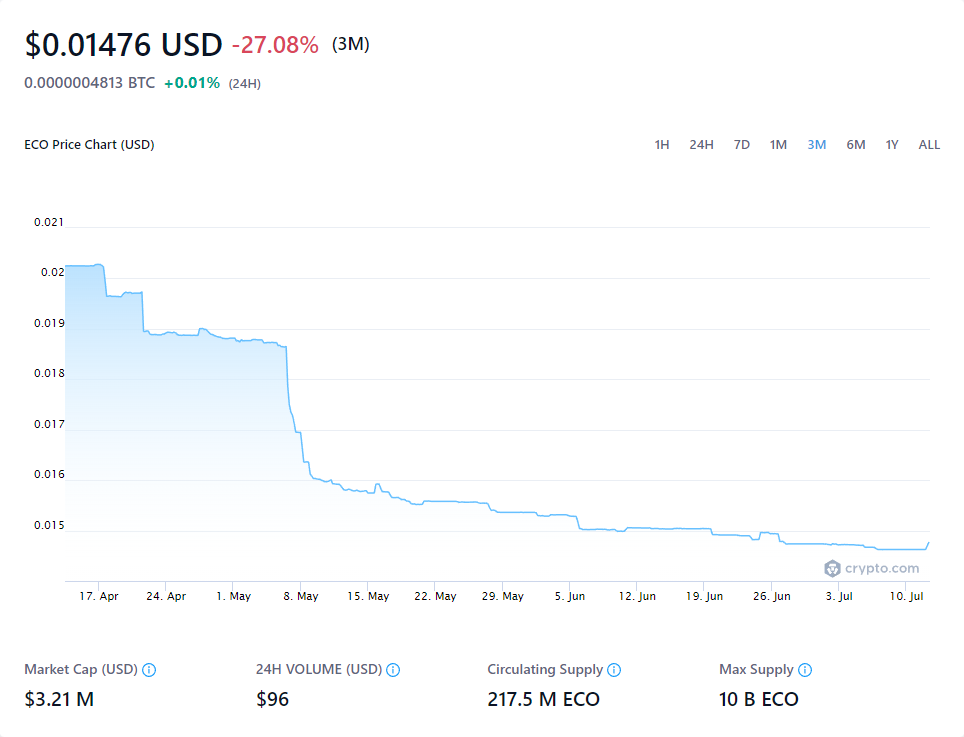 $0.01476 USD -27.08% (3M)
0.0000004813 BTC +0.01% (24H)
ECO Price Chart (USD) 1H 24H 7D 1M 3M 6M 1Y ALL
0.021
0.02
0.019
0.018
0.017
0.016
0.015
crypto.com
17. Apr 24. Apr 1. May 8. May 15. May 22. May 29. May 5. Jun 12. Jun 19. Jun 26. Jun 3. Jul 10. Jul
Market Cap (USD) 24H VOLUME (USD) Circulating Supply Max Supply
$3.21 M $96 217.5 M ECO 10 B ECO